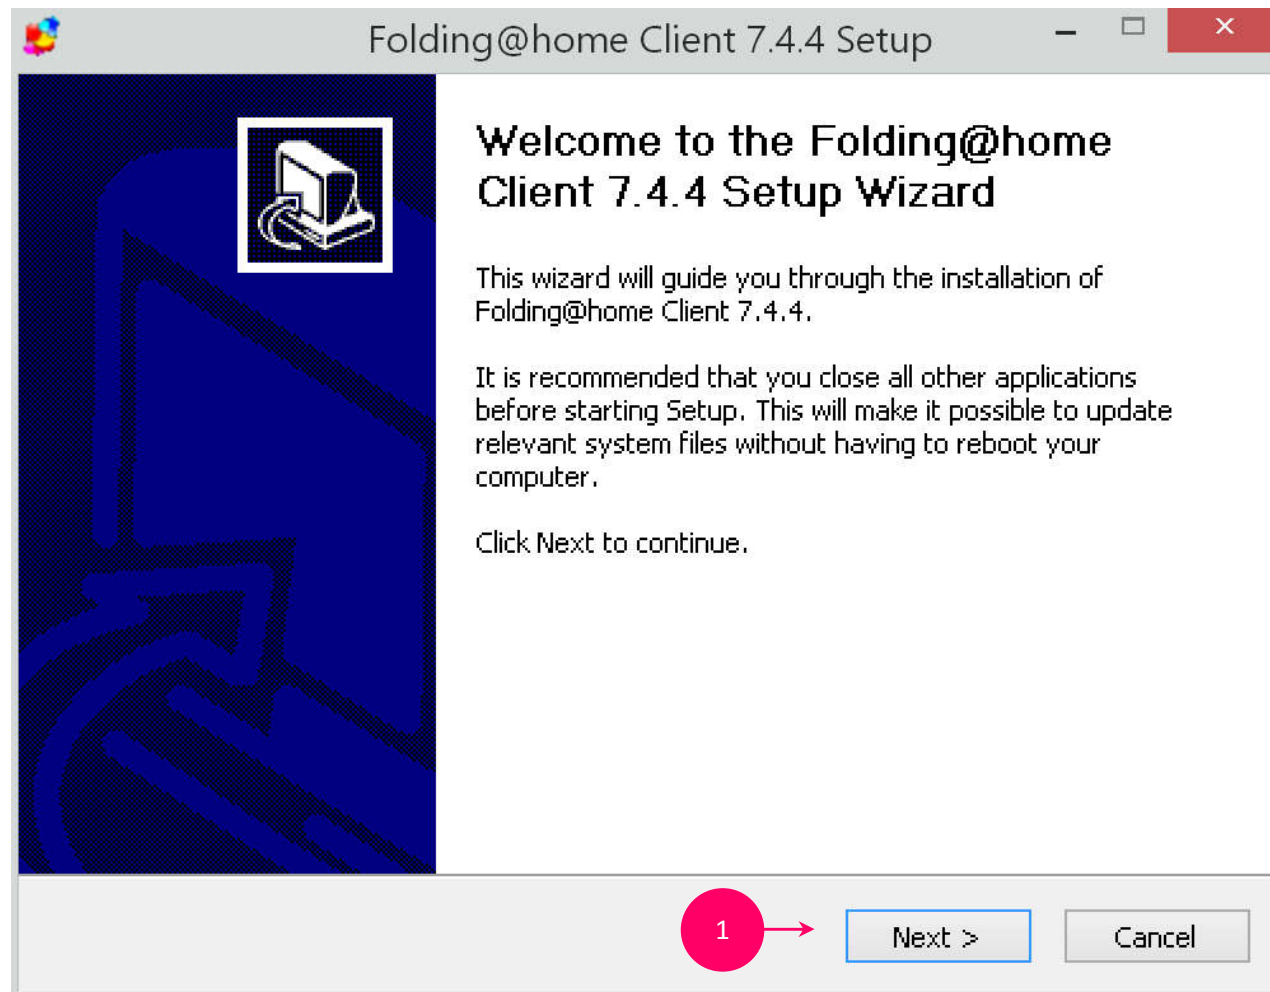 Folding@home Client 7.4.4 Setup
Welcome to the Folding@home
Client 7.4.4 Setup Wizard
This wizard will guide you through the installation of
Folding@home Client 7.4.4.
It is recommended that you close all other applications
before starting Setup. This will make it possible to update
relevant system files without having to reboot your
computer.
Click Next to continue.
1
Next >
Cancel